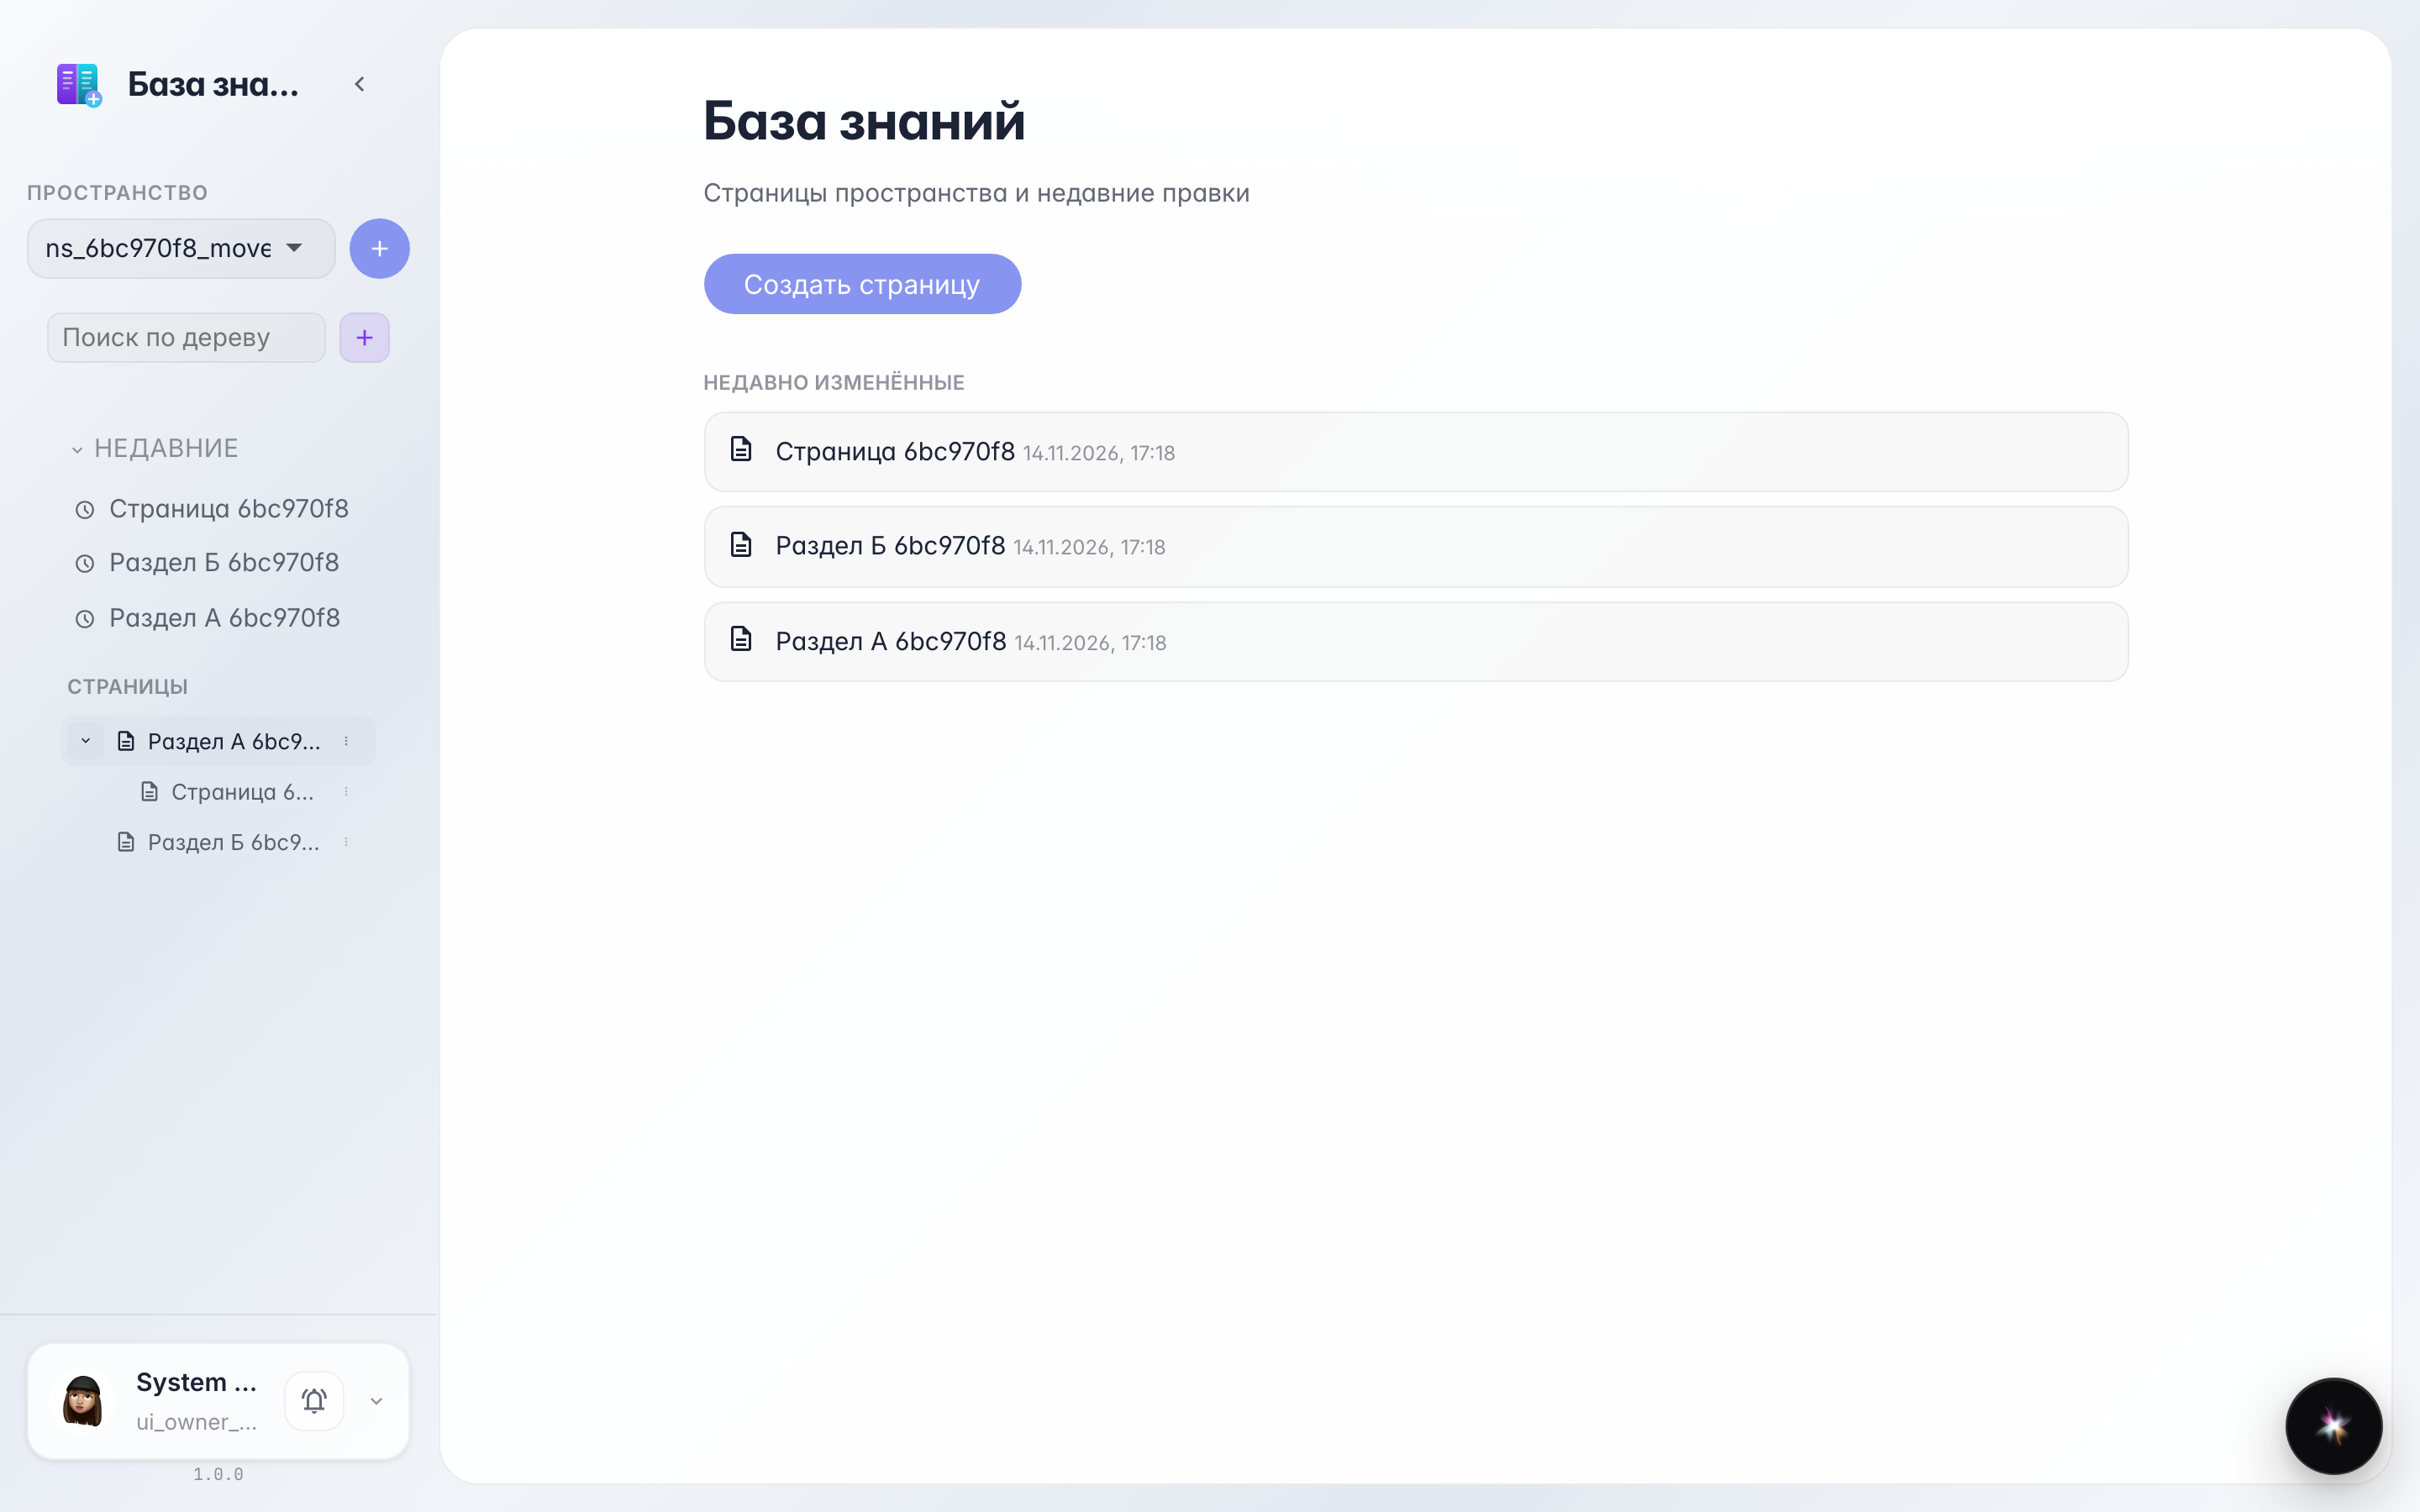 База зна...
ПРОСТРАНСТВО
ns_6bc970f8_move
Поиск по дереву
НЕДАВНИЕ
Страница 6bc970f8
Раздел Б 6bc970f8
Раздел А 6bc970f8
СТРАНИЦЫ
Раздел А 6bc9...
Страница 6...
Раздел Б 6bc9...
System ...
ui_owner_...
1.0.0
База знаний
Страницы пространства и недавние правки
Создать страницу
НЕДАВНО ИЗМЕНЁННЫЕ
Страница 6bc970f8 14.11.2026, 17:18
Раздел Б 6bc970f8 14.11.2026, 17:18
Раздел А 6bc970f8 14.11.2026, 17:18